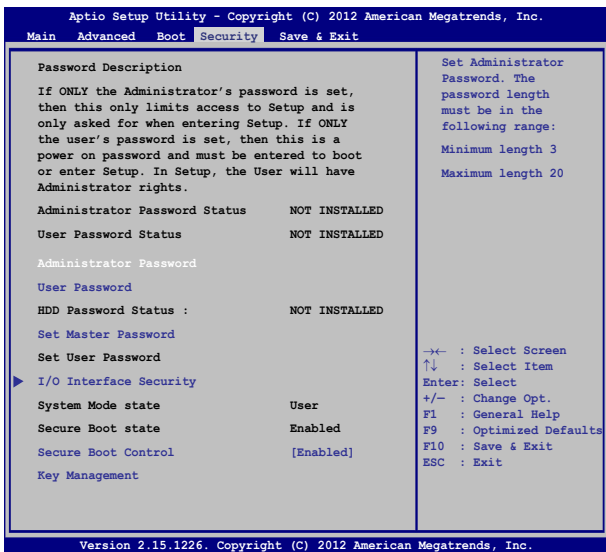 Aptio Setup Utility - Copyright (C) 2012 American Megatrends, Inc.
Main Advanced Boot Security Save & Exit
Password Description
If ONLY the Administrator's password is set,
then this only limits access to Setup and is
only asked for when entering Setup. If ONLY
the user's password is set, then this is a
power on password and must be entered to boot
or enter Setup. In Setup, the User will have
Administrator rights.
Administrator Password Status NOT INSTALLED
User Password Status NOT INSTALLED
Administrator Password
User Password
HDD Password Status : NOT INSTALLED
Set Master Password
Set User Password
I/O Interface Security
System Mode state User
Secure Boot state Enabled
Secure Boot Control [Enabled]
Key Management
Set Administrator
Password. The
password length
must be in the
following range:
Minimum length 3
Maximum length 20
→← : Select Screen
↑↓ : Select Item
Enter: Select
+/— : Change Opt.
F1 : General Help
F9 : Optimized Defaults
F10 : Save & Exit
ESC : Exit
Version 2.15.1226. Copyright (C) 2012 American Megatrends, Inc.